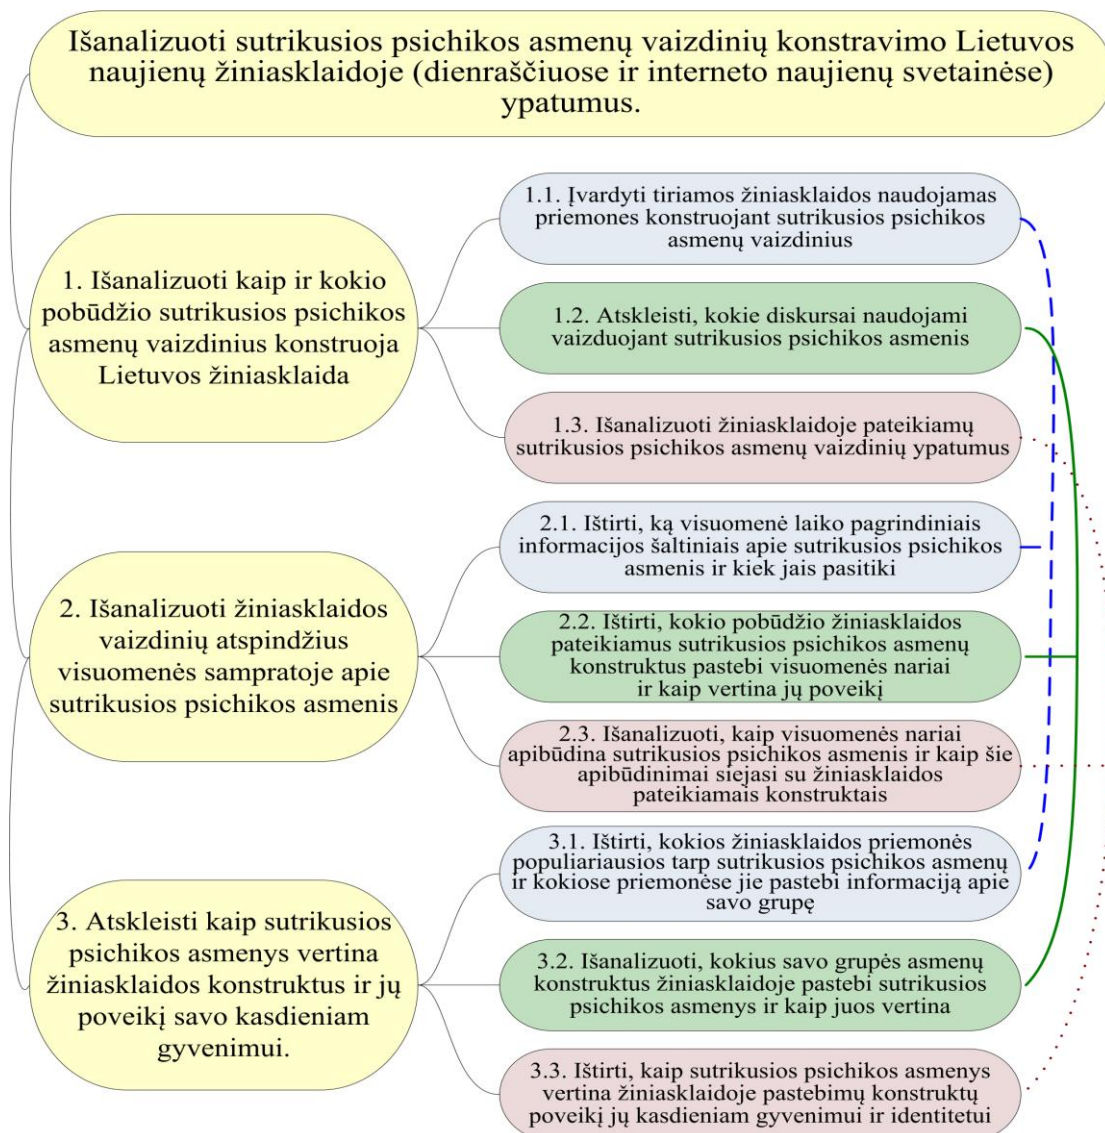 Išanalizuoti sutrikusios psichikos asmenų vaizdinių konstravimo Lietuvos
naujienų žiniasklaidoje (dienraščiuose ir interneto naujienų svetainėse)
ypatumus.
1. Išanalizuoti kaip ir kokio
pobūdžio sutrikusios psichikos
asmenų vaizdinius konstruoja
Lietuvos žiniasklaida
1.1. Įvardyti tiriamos žiniasklaidos naudojamas
priemones konstruojant sutrikusios psichikos
asmenų vaizdinius
1.2. Atskleisti, kokie diskursai naudojami
vaizduojant sutrikusios psichikos asmenis
1.3. Išanalizuoti žiniasklaidoje pateikiamų
sutrikusios psichikos asmenų vaizdinių ypatumus
2. Išanalizuoti žiniasklaidos
vaizdinių atspindžius
visuomenės sampratoje apie
sutrikusios psichikos asmenis
2.1. Ištirti, ką visuomenė laiko pagrindiniais
informacijos šaltiniais apie sutrikusios psichikos
asmenis ir kiek jais pasitiki
2.2. Ištirti, kokio pobūdžio žiniasklaidos
pateikiamus sutrikusios psichikos asmenų
konstruktus pastebi visuomenės nariai
ir kaip vertina jų poveikį
2.3. Išanalizuoti, kaip visuomenės nariai
apibūdina sutrikusios psichikos asmenis ir kaip šie
apibūdinimai siejasi su žiniasklaidos
pateikiamais konstruktais
3. Atskleisti kaip sutrikusios
psichikos asmenys vertina
žiniasklaidos konstruktus ir jų
poveikį savo kasdieniam
gyvenimui.
3.1. Ištirti, kokios žiniasklaidos priemonės
populiariausios tarp sutrikusios psichikos asmenų
ir kokiose priemonėse jie pastebi informaciją apie
savo grupę
3.2. Išanalizuoti, kokius savo grupės asmenų
konstruktus žiniasklaidoje pastebi sutrikusios
psichikos asmenys ir kaip juos vertina
3.3. Ištirti, kaip sutrikusios psichikos asmenys
vertina žiniasklaidoje pastebimų konstruktų
poveikį jų kasdieniam gyvenimui ir identitetui